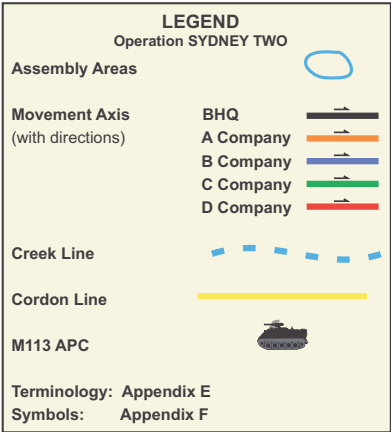 LEGEND
Operation SYDNEY TWO
Assembly Areas
Movement Axis BHQ
(with directions) A Company
B Company
C Company
D Company
Creek Line
Cordon Line
M113 APC
Terminology: Appendix E
Symbols: Appendix F